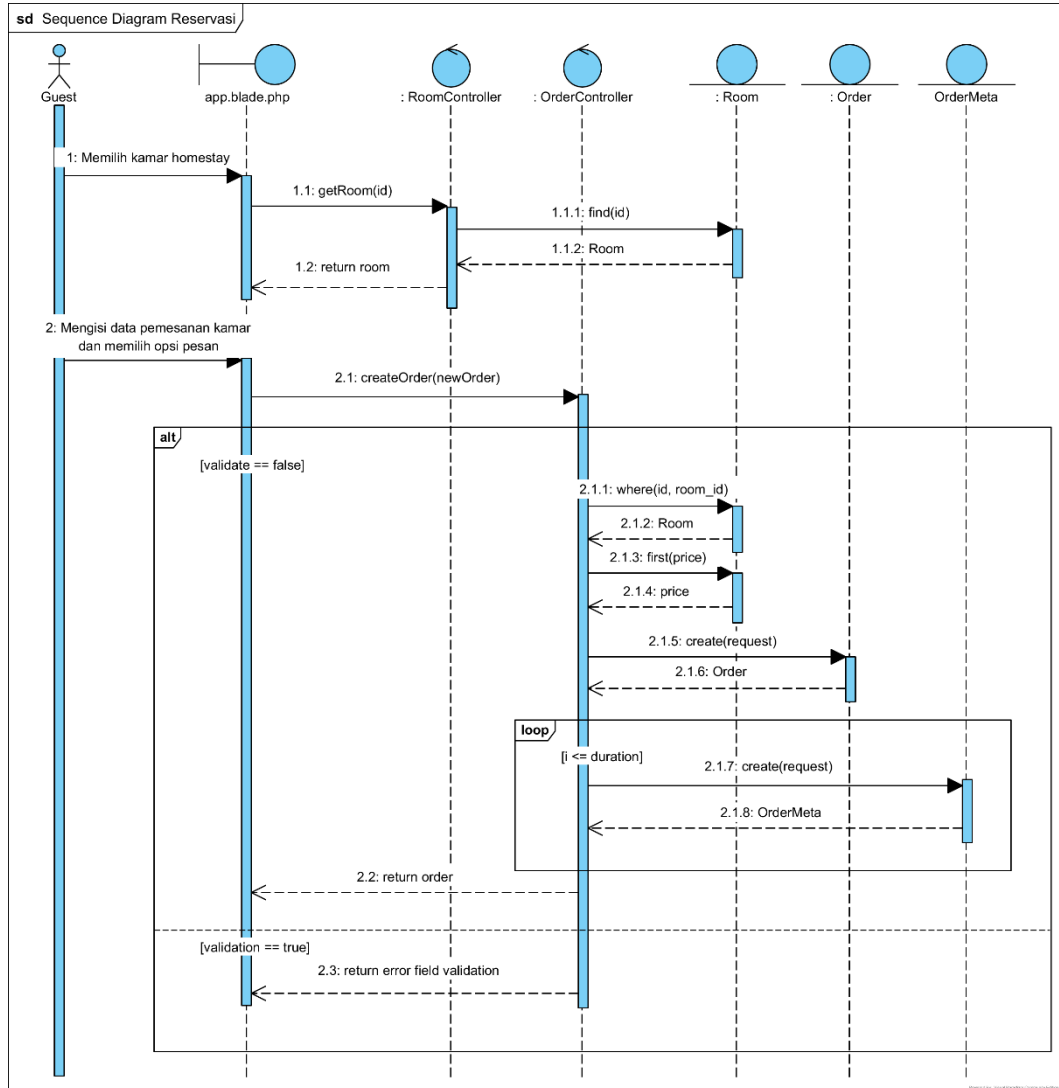 sd Sequence Diagram Reservasi
Guest
app.blade.php
: RoomController
: OrderController
: Room
: Order
OrderMeta
1: Memilih kamar homestay
1.1: getRoom(id)
1.1.1: find(id)
1.1.2: Room
1.2: return room
2: Mengisi data pemesanan kamar
dan memilih opsi pesan
2.1: createOrder(newOrder)
alt
[validate == false]
2.1.1: where(id, room_id)
2.1.2: Room
2.1.3: first(price)
2.1.4: price
2.1.5: create(request)
2.1.6: Order
loop
[i <= duration]
2.1.7: create(request)
2.1.8: OrderMeta
2.2: return order
[validation == true]
2.3: return error field validation